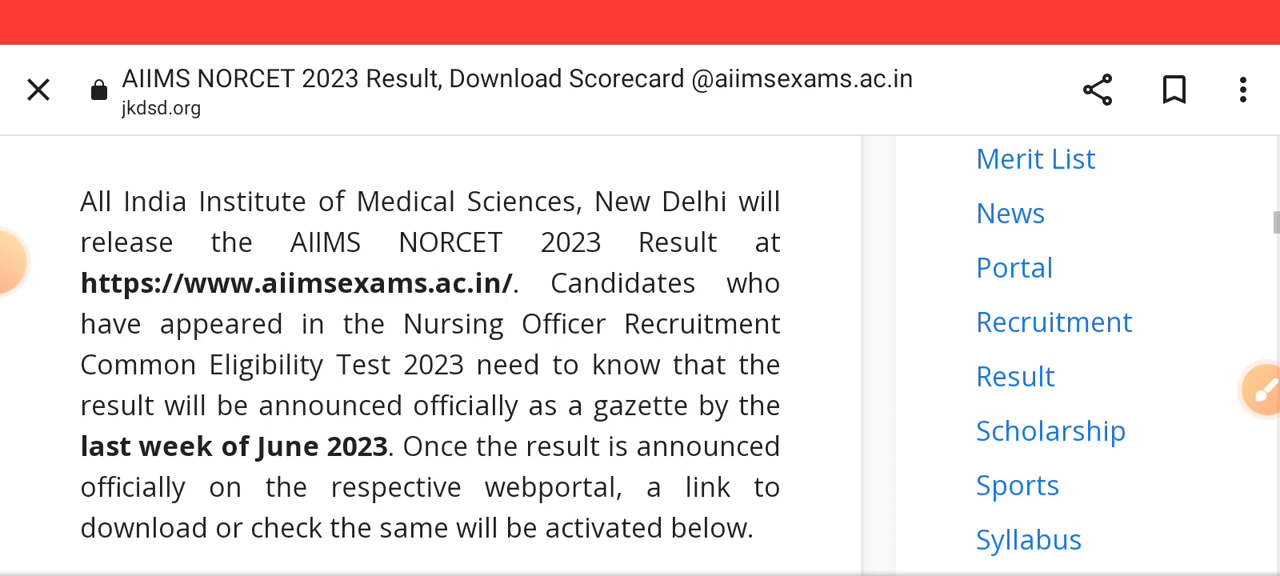 AIIMS NORCET 2023 Result, Download Scorecard @aiimsexams.ac.in
jkdsd.org
All India Institute of Medical Sciences, New Delhi will
release the AIIMS NORCET 2023 Result at
https://www.aiimsexams.ac.in/. Candidates who
have appeared in the Nursing Officer Recruitment
Common Eligibility Test 2023 need to know that the
result will be announced officially as a gazette by the
last week of June 2023. Once the result is announced
officially on the respective webportal, a link to
download or check the same will be activated below.
Merit List
News
Portal
Recruitment
Result
Scholarship
Sports
Syllabus